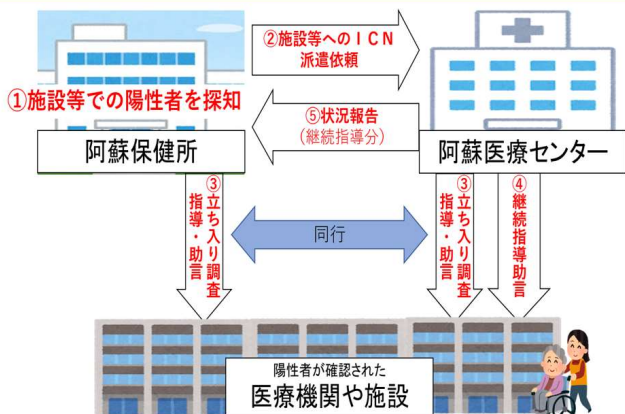 ②施設等へのＩＣＮ
派遣依頼
①施設等での陽性者を探知
⑤状況報告
(継続指導分)
阿蘇保健所
阿蘇医療センター
③立ち入り調査
指導・助言
同行
③立ち入り調査
指導・助言
④継続指導助言
陽性者が確認された
医療機関や施設